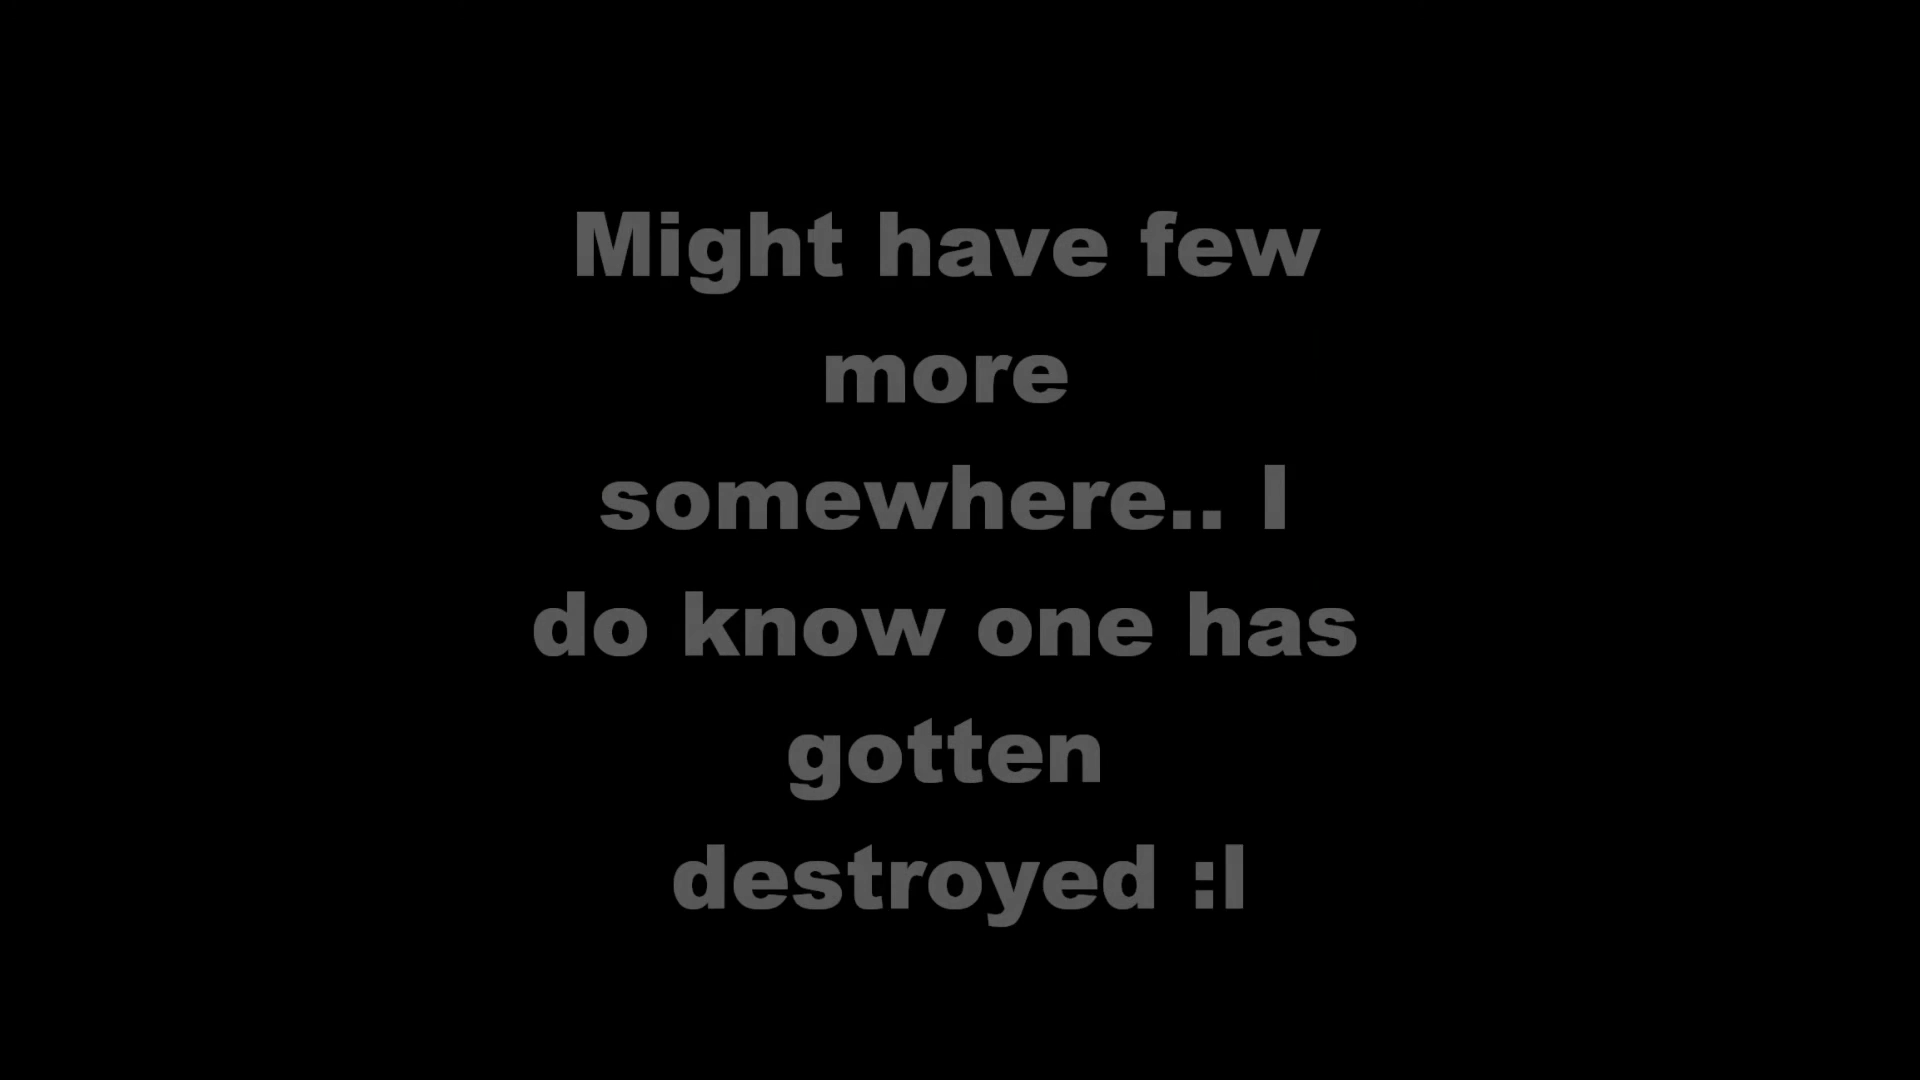 Might have few
more
somewhere.. I
do know one has
gotten
destroyed :l